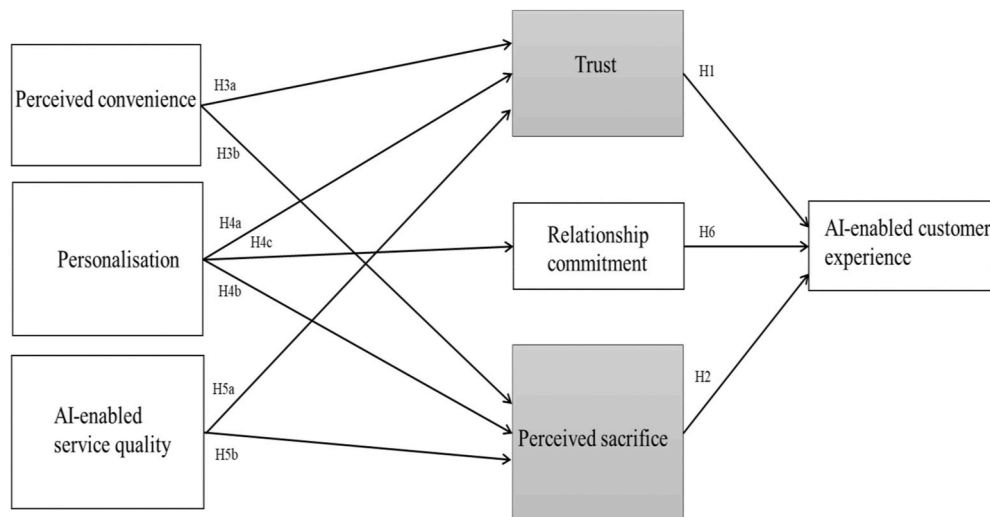 Perceived convenience
Personalisation
AI-enabled
service quality
H3a
H3b
H4a
H4c
H4b
H5a
H5b
Trust
Relationship
commitment
Perceived sacrifice
H1
H6
H2
AI-enabled customer
experience